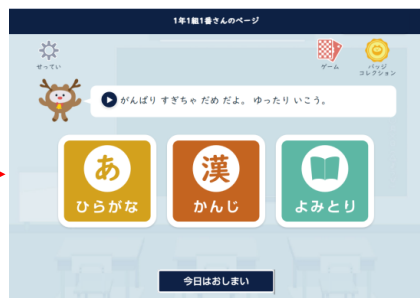 1年1組1番さんのページ
せってい
ゲーム
バッジ
コレクション
がんばり すぎちゃ だめ だよ。 ゆったり いこう。
あ
ひらがな
漢
かんじ
よみとり
今日はおしまい